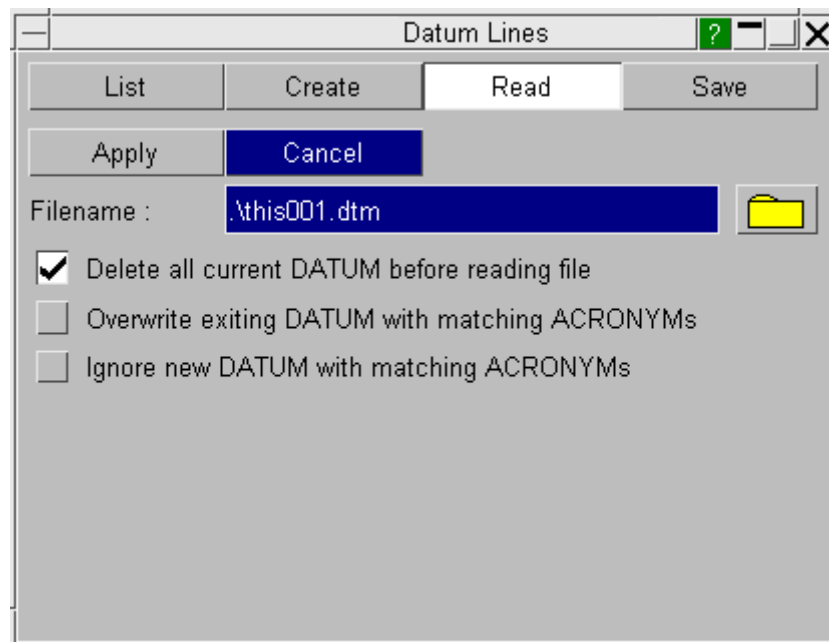 Datum Lines ?
List Create Read Save
Apply Cancel
Filename : .\this001.dtm
Delete all current DATUM before reading file
Overwrite exiting DATUM with matching ACRONYMs
Ignore new DATUM with matching ACRONYMs